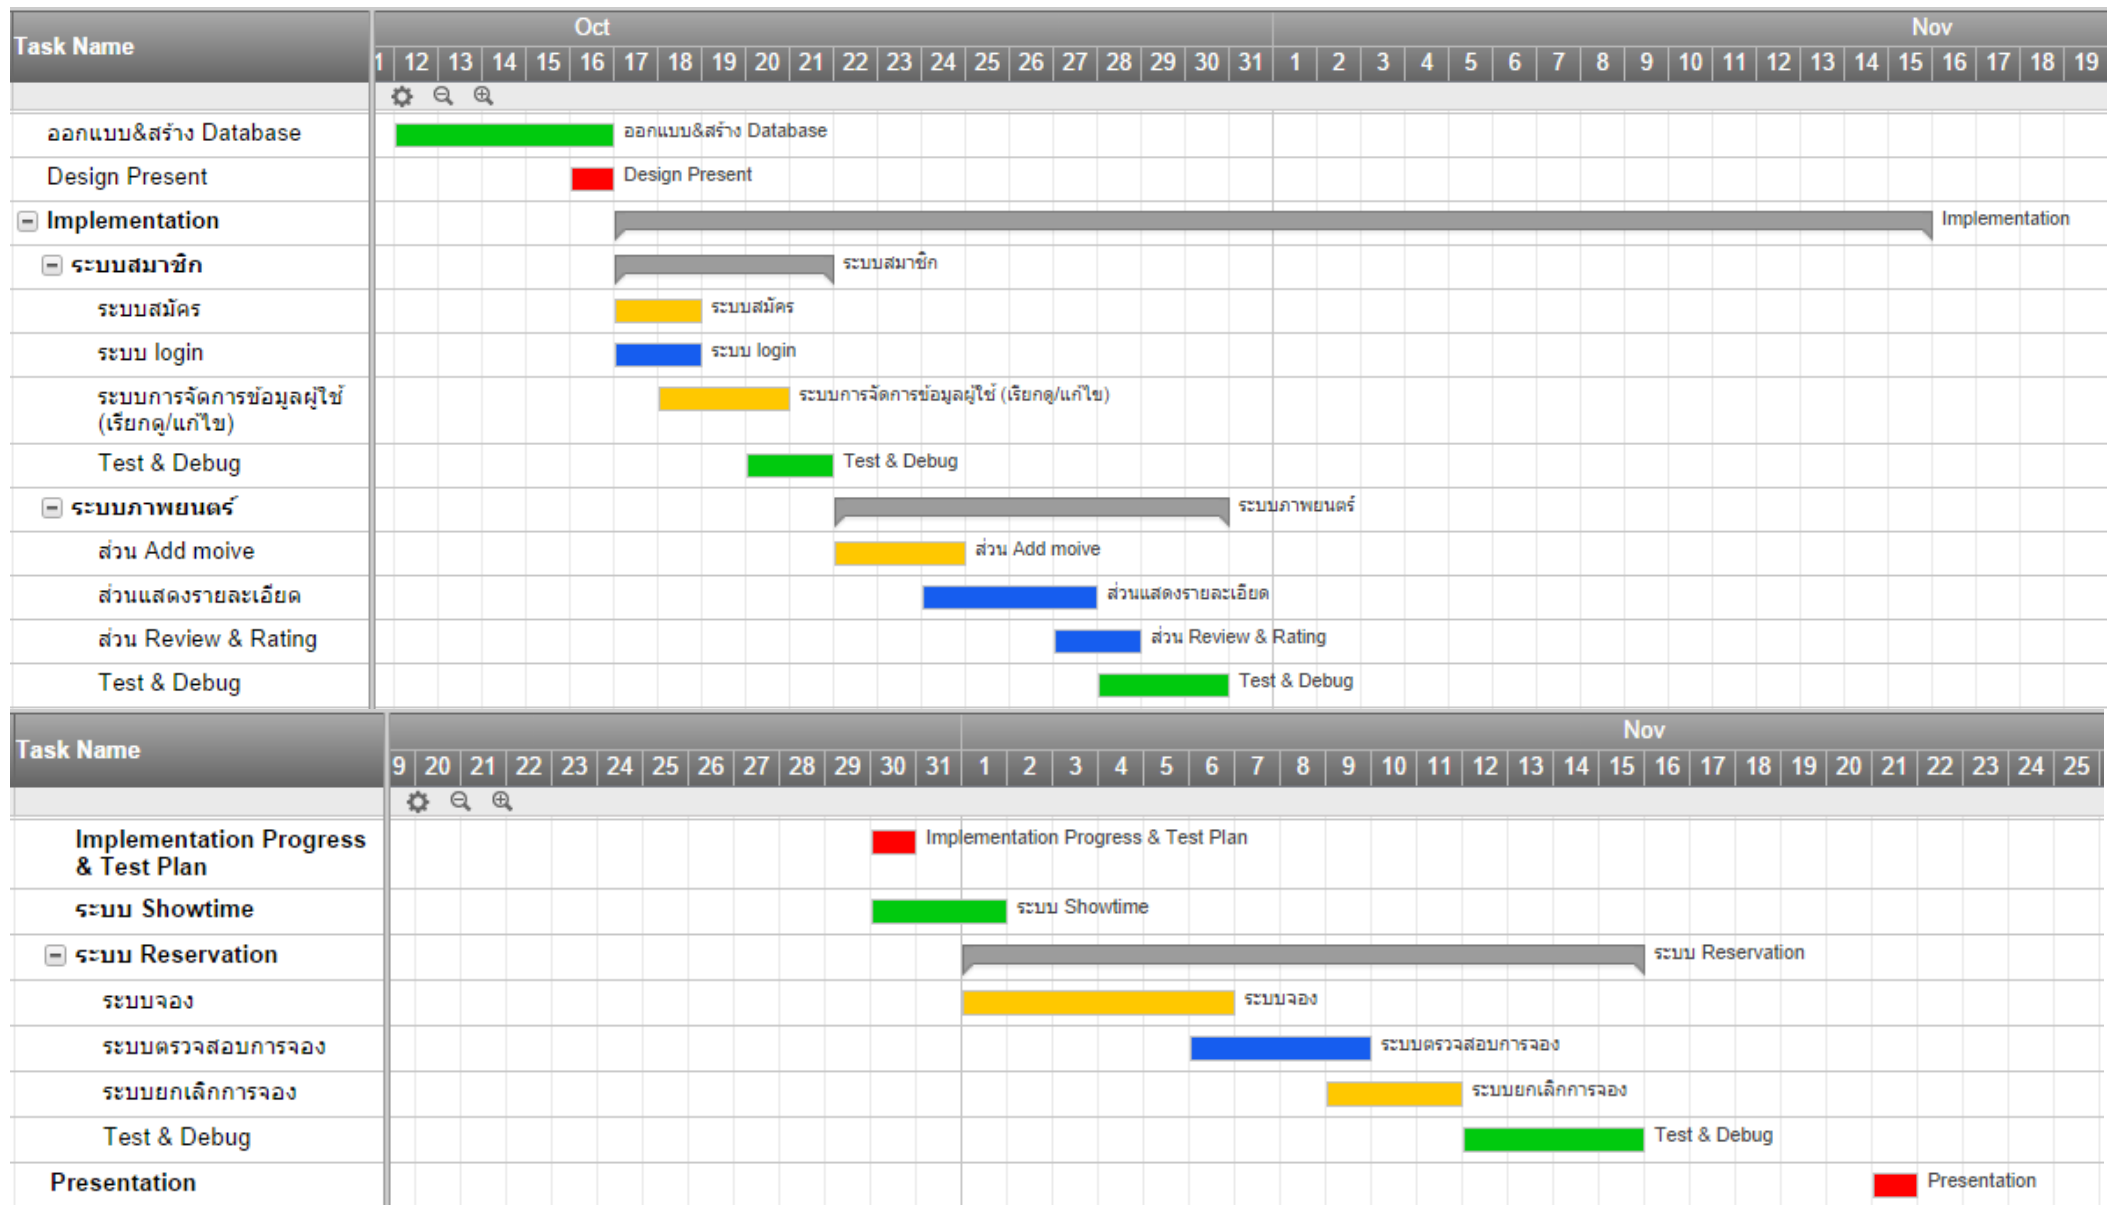 Task Name
Oct
Nov
1 12 13 14 15 16 17 18 19 20 21 22 23 24 25 26 27 28 29 30 31 1 2 3 4 5 6 7 8 9 10 11 12 13 14 15 16 17 18 19
ออกแบบ&สร้าง Database ออกแบบ&สร้าง Database
Design Present Design Present
Implementation Implementation
ระบบสมาชิก ระบบสมาชิก
ระบบสมัคร ระบบสมัคร
ระบบ login ระบบ login
ระบบการจัดการข้อมูลผู้ใช้ ระบบการจัดการข้อมูลผู้ใช้ (เรียกดู/แก้ไข)
(เรียกดู/แก้ไข)
Test & Debug Test & Debug
ระบบภาพยนตร์ ระบบภาพยนตร์
ส่วน Add moive ส่วน Add moive
ส่วนแสดงรายละเอียด ส่วนแสดงรายละเอียด
ส่วน Review & Rating ส่วน Review & Rating
Test & Debug Test & Debug
Task Name
Nov
9 20 21 22 23 24 25 26 27 28 29 30 31 1 2 3 4 5 6 7 8 9 10 11 12 13 14 15 16 17 18 19 20 21 22 23 24 25
Implementation Progress Implementation Progress & Test Plan
& Test Plan
ระบบ Showtime ระบบ Showtime
ระบบ Reservation ระบบ Reservation
ระบบจอง ระบบจอง
ระบบตรวจสอบการจอง ระบบตรวจสอบการจอง
ระบบยกเลิกการจอง ระบบยกเลิกการจอง
Test & Debug Test & Debug
Presentation Presentation